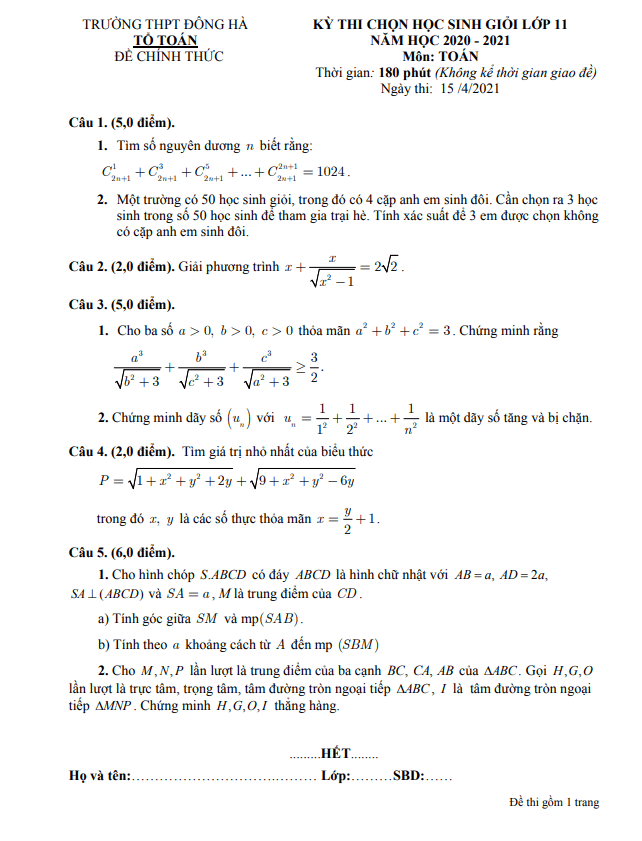 TRƯỜNG THPT ĐÔNG HÀ
TỔ TOÁN
ĐỀ CHÍNH THỨC
KỲ THI CHỌN HỌC SINH GIỎI LỚP 11
NĂM HỌC 2020 - 2021
Môn: TOÁN
Thời gian: 180 phút (Không kể thời gian giao đề)
Ngày thi: 15 /4/2021
Câu 1. (5,0 điểm).
1. Tìm số nguyên dương n biết rằng:
C_{2n+1}^{1} + C_{2n+1}^{3} + C_{2n+1}^{5} + ... + C_{2n+1}^{2n+1} = 1024 .
2. Một trường có 50 học sinh giỏi, trong đó có 4 cặp anh em sinh đôi. Cần chọn ra 3 học
sinh trong số 50 học sinh để tham gia trại hè. Tính xác suất để 3 em được chọn không
có cặp anh em sinh đôi.
Câu 2. (2,0 điểm). Giải phương trình x + \frac{x}{\sqrt{x^2 - 1}} = 2\sqrt{2} .
Câu 3. (5,0 điểm).
1. Cho ba số a > 0, b > 0, c > 0 thỏa mãn a^2 + b^2 + c^2 = 3 . Chứng minh rằng
\frac{a^3}{\sqrt{b^2 + 3}} + \frac{b^3}{\sqrt{c^2 + 3}} + \frac{c^3}{\sqrt{a^2 + 3}} ≥ \frac{3}{2} .
2. Chứng minh dãy số (u_n) với u_n = \frac{1}{1^2} + \frac{1}{2^2} + ... + \frac{1}{n^2} là một dãy số tăng và bị chặn.
Câu 4. (2,0 điểm). Tìm giá trị nhỏ nhất của biểu thức
P = \sqrt{1 + x^2 + y^2 + 2y} + \sqrt{9 + x^2 + y^2 - 6y}
trong đó x, y là các số thực thỏa mãn x = \frac{y}{2} + 1 .
Câu 5. (6,0 điểm).
1. Cho hình chóp S.ABCD có đáy ABCD là hình chữ nhật với AB = a, AD = 2a,
SA ⊥ (ABCD) và SA = a , M là trung điểm của CD .
a) Tính góc giữa SM và mp(SAB).
b) Tính theo a khoảng cách từ A đến mp (SBM)
2. Cho M,N,P lần lượt là trung điểm của ba cạnh BC, CA, AB của ΔABC. Gọi H,G,O
lần lượt là trực tâm, trọng tâm, tâm đường tròn ngoại tiếp ΔABC, I là tâm đường tròn ngoại
tiếp ΔMNP. Chứng minh H,G,O,I thẳng hàng.
.........HẾT........
Họ và tên:................................. Lớp:.........SBD:......
Đề thi gồm 1 trang